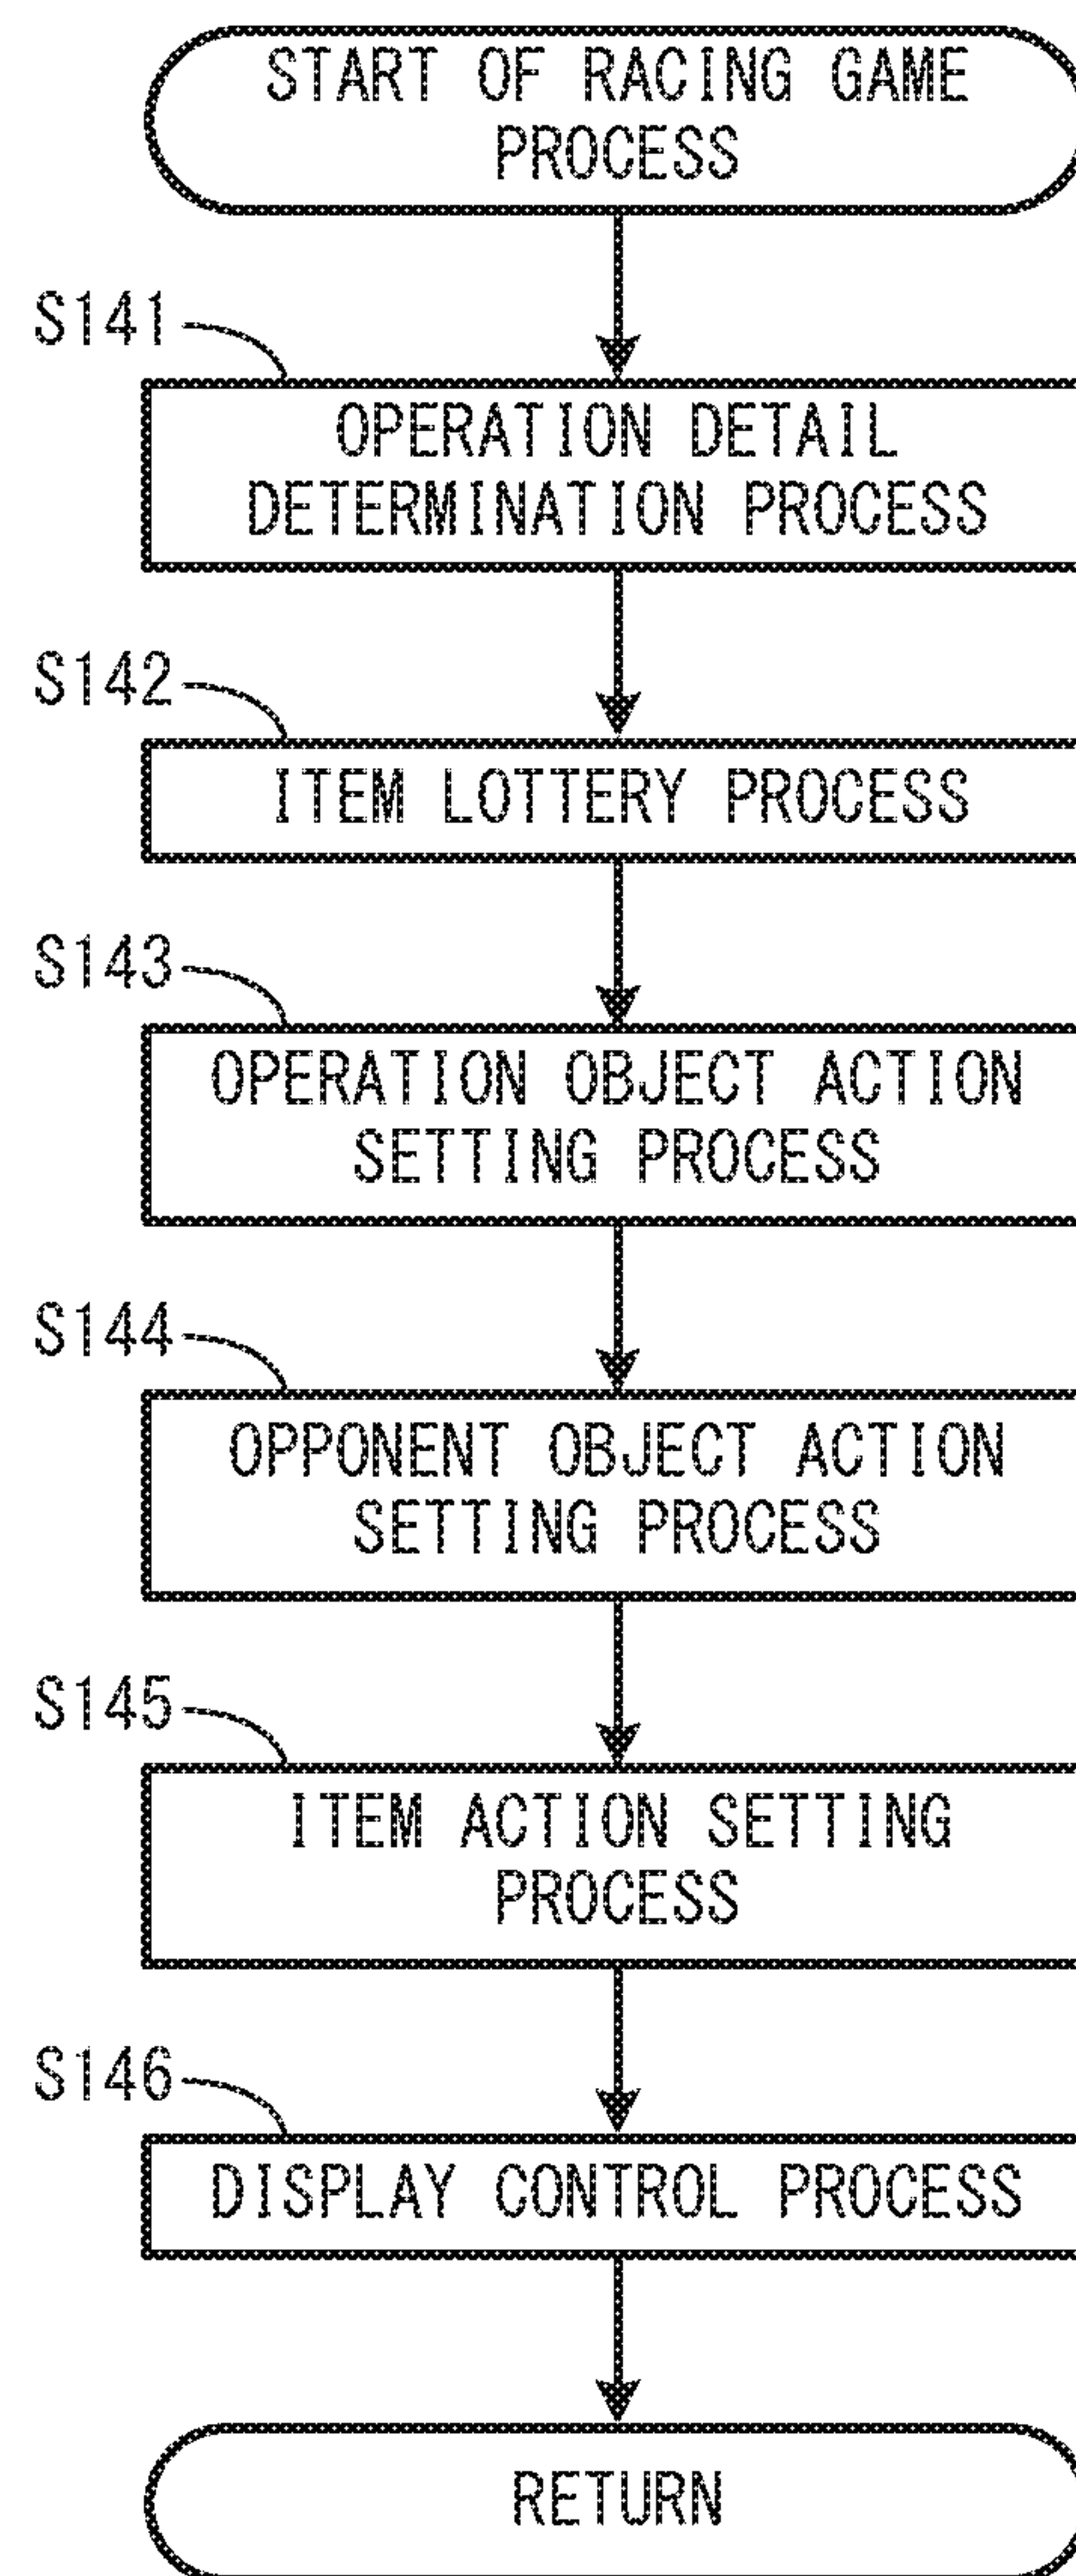 START OF RACING GAME
PROCESS
S141
OPERATION DETAIL
DETERMINATION PROCESS
S142
ITEM LOTTERY PROCESS
S143
OPERATION OBJECT ACTION
SETTING PROCESS
S144
OPPONENT OBJECT ACTION
SETTING PROCESS
S145
ITEM ACTION SETTING
PROCESS
S146
DISPLAY CONTROL PROCESS
RETURN